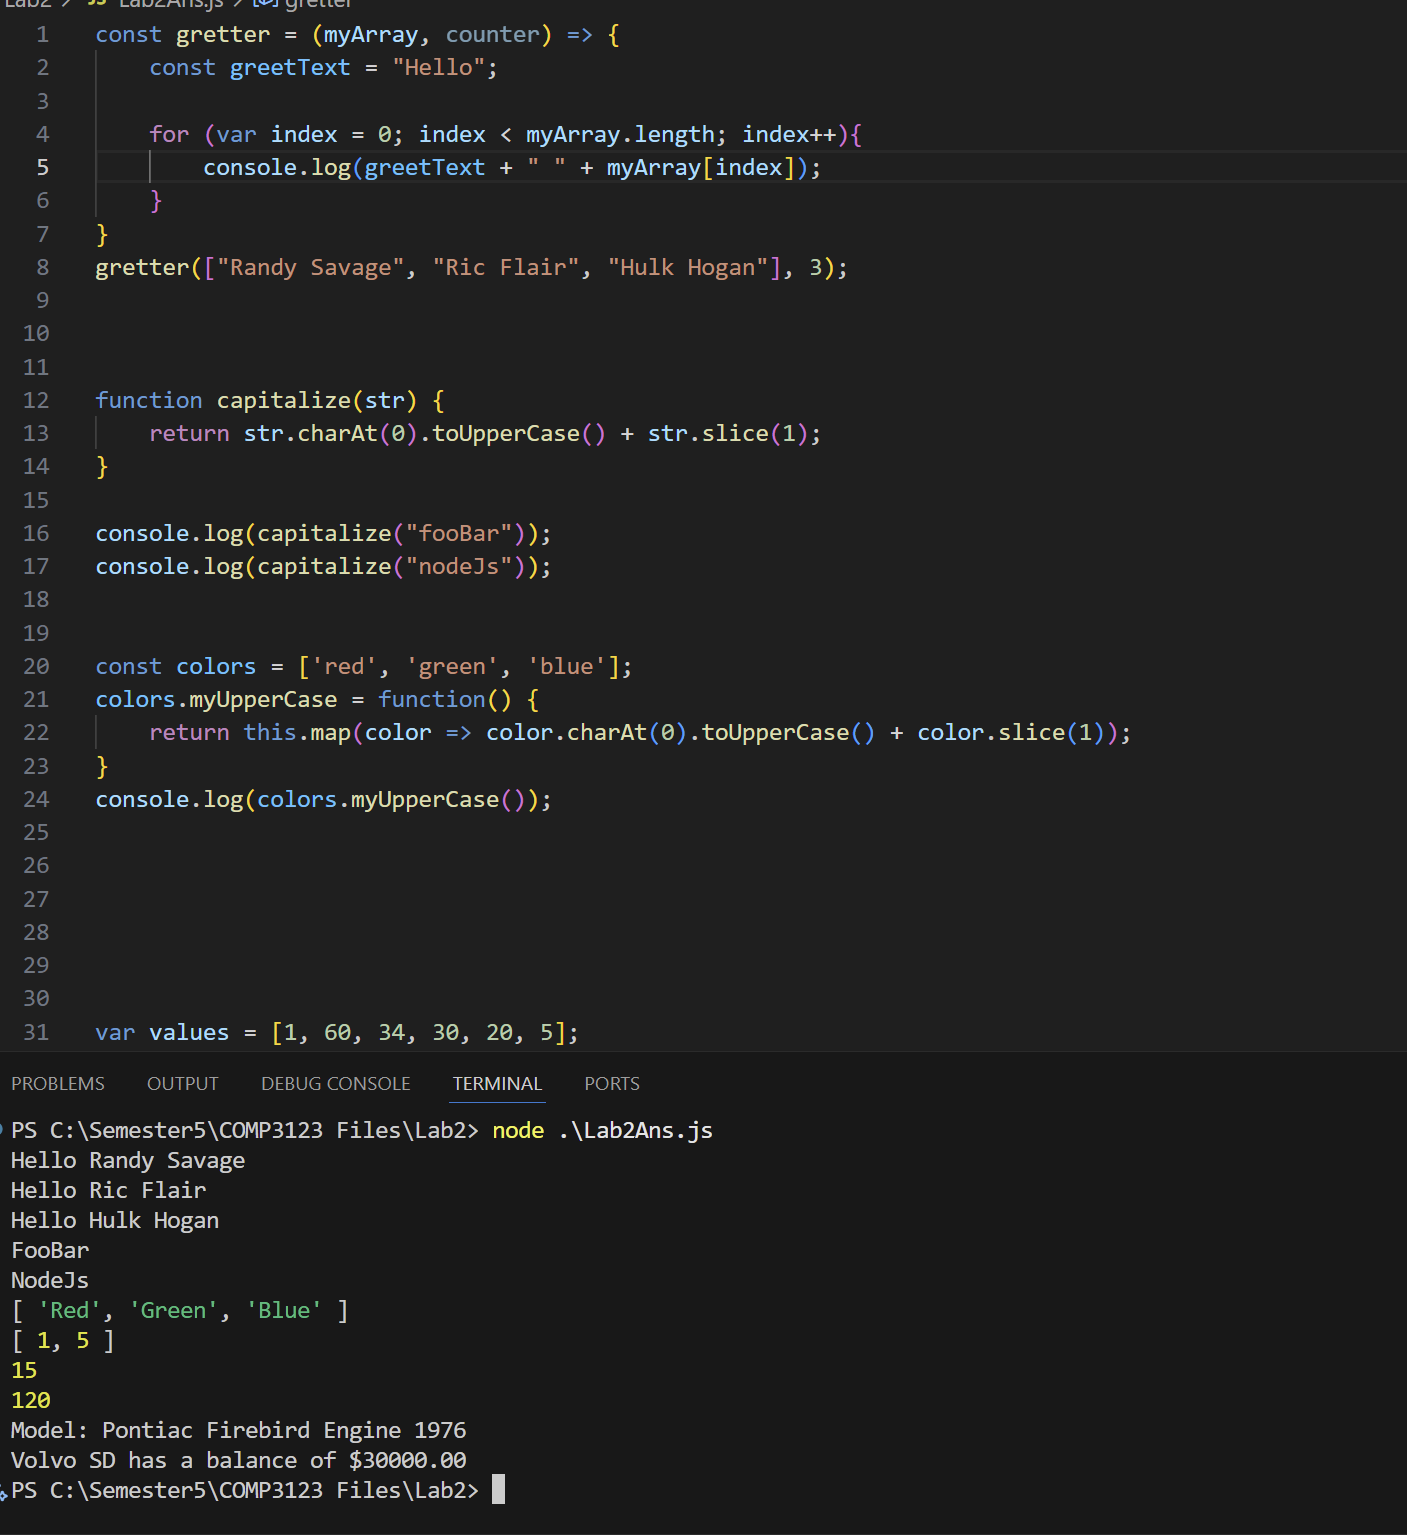 Lab2 > JS Lab2Ans.js > gretter
1 const gretter = (myArray, counter) => {
2 const greetText = "Hello";
3
4 for (var index = 0; index < myArray.length; index++){
5 console.log(greetText + " " + myArray[index]);
6 }
7 }
8 gretter(["Randy Savage", "Ric Flair", "Hulk Hogan"], 3);
9
10
11
12 function capitalize(str) {
13 return str.charAt(0).toUpperCase() + str.slice(1);
14 }
15
16 console.log(capitalize("fooBar"));
17 console.log(capitalize("nodeJs"));
18
19
20 const colors = ['red', 'green', 'blue'];
21 colors.myUpperCase = function() {
22 return this.map(color => color.charAt(0).toUpperCase() + color.slice(1));
23 }
24 console.log(colors.myUpperCase());
25
26
27
28
29
30
31 var values = [1, 60, 34, 30, 20, 5];
PROBLEMS OUTPUT DEBUG CONSOLE TERMINAL PORTS
PS C:\Semester5\COMP3123 Files\Lab2> node .\Lab2Ans.js
Hello Randy Savage
Hello Ric Flair
Hello Hulk Hogan
FooBar
NodeJs
[ 'Red', 'Green', 'Blue' ]
[ 1, 5 ]
15
120
Model: Pontiac Firebird Engine 1976
Volvo SD has a balance of $30000.00
PS C:\Semester5\COMP3123 Files\Lab2>